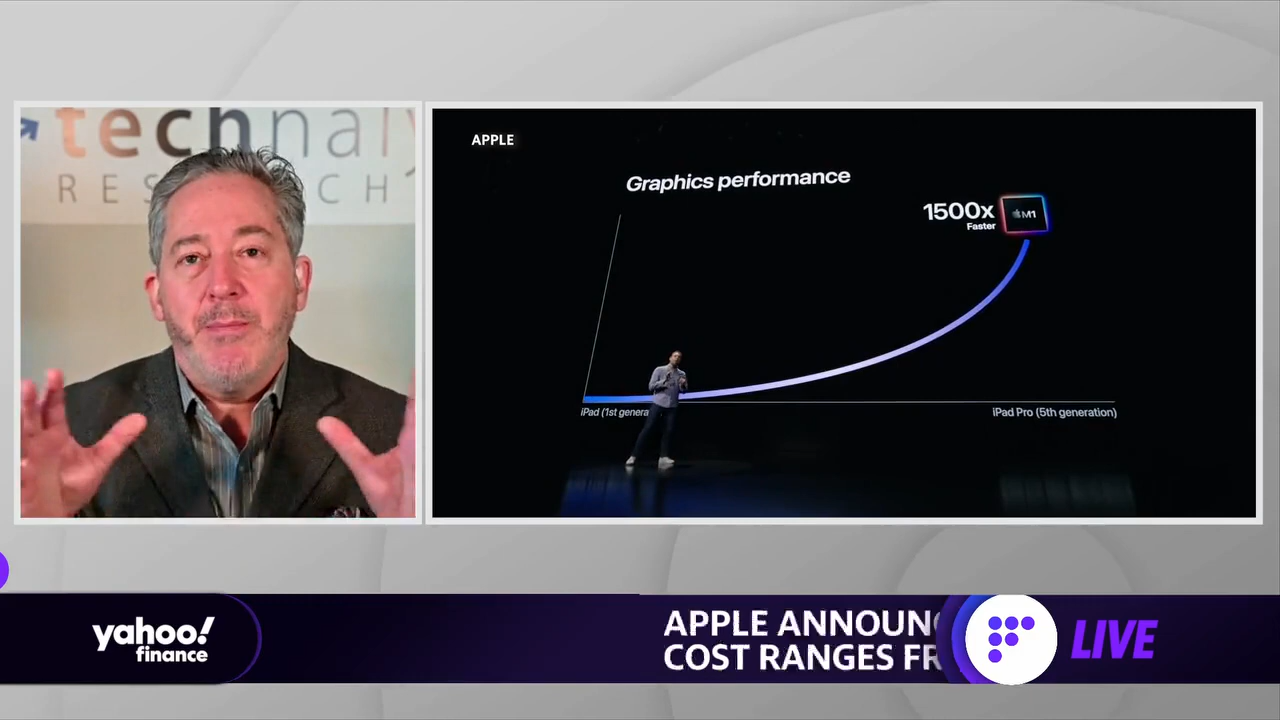 techna
RESEARCH
APPLE
Graphics performance
1500x
Faster
M1
iPad (1st genera
iPad Pro (5th generation)
yahoo!
finance
APPLE ANNOUN
COST RANGES FR
LIVE